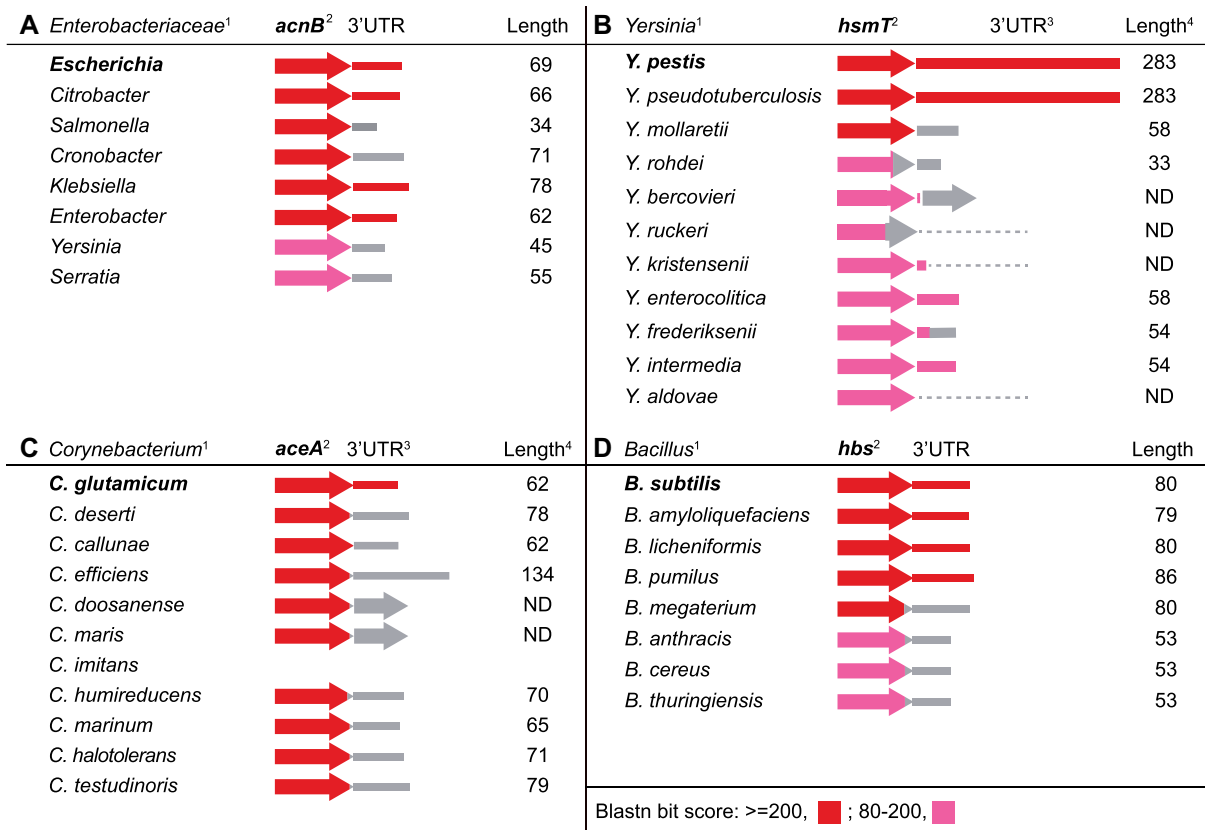 A Enterobacteriaceae¹ acnB² 3’UTR Length
Escherichia 69
Citrobacter 66
Salmonella 34
Cronobacter 71
Klebsiella 78
Enterobacter 62
Yersinia 45
Serratia 55
B Yersinia¹ hsmT² 3’UTR³ Length⁴
Y. pestis 283
Y. pseudotuberculosis 283
Y. mollaretii 58
Y. rohdei 33
Y. bercovieri ND
Y. ruckeri ND
Y. kristensenii ND
Y. enterocolitica 58
Y. frederiksenii 54
Y. intermedia 54
Y. aldovae ND
C Corynebacterium¹ aceA² 3’UTR³ Length⁴
C. glutamicum 62
C. deserti 78
C. callunae 62
C. efficiens 134
C. doosanense ND
C. maris ND
C. imitans
C. humireducens 70
C. marinum 65
C. halotolerans 71
C. testudinoris 79
D Bacillus¹ hbs² 3’UTR Length
B. subtilis 80
B. amyloliquefaciens 79
B. licheniformis 80
B. pumilus 86
B. megaterium 80
B. anthracis 53
B. cereus 53
B. thuringiensis 53
Blastn bit score: >=200, ; 80-200,